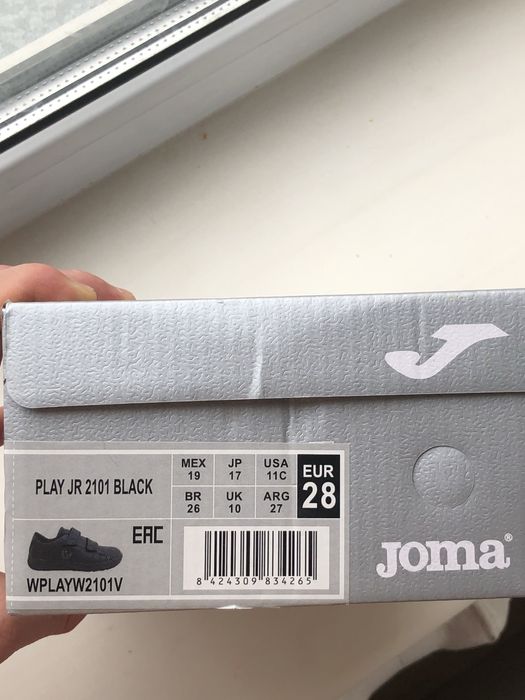 PLAY JR 2101 BLACK
MEX 19
JP 17
USA 11C
EUR 28
BR 26
UK 10
ARG 27
EAC
WPLAYW2101V
8 424309 834265
Joma®